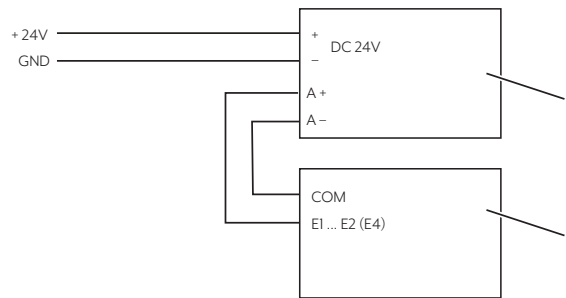 + 24V
GND
+
DC 24V
–
A +
A –
COM
E1 ... E2 (E4)